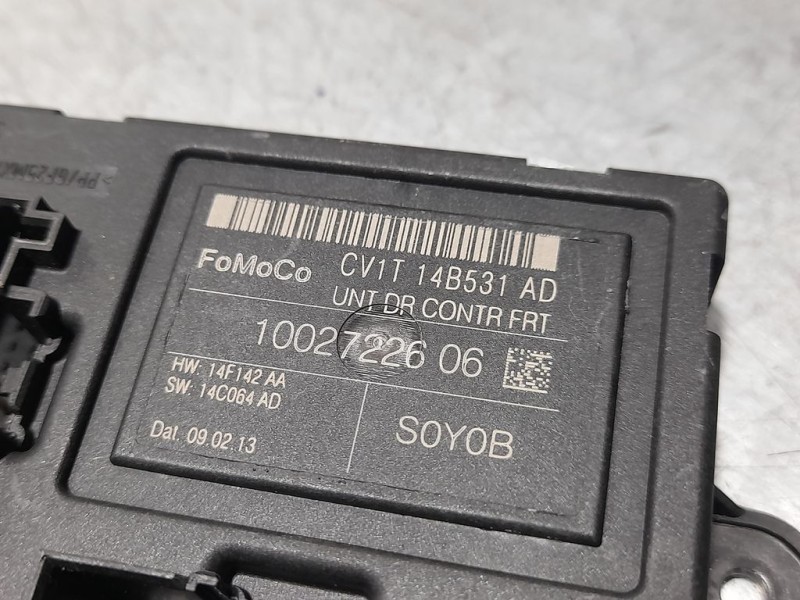 FoMoCo CV1T 14B531 AD
UNT DR CONTR FRT
10027226 06
HW: 14F142 AA
SW: 14C064 AD
Dat. 09.02.13
S0Y0B